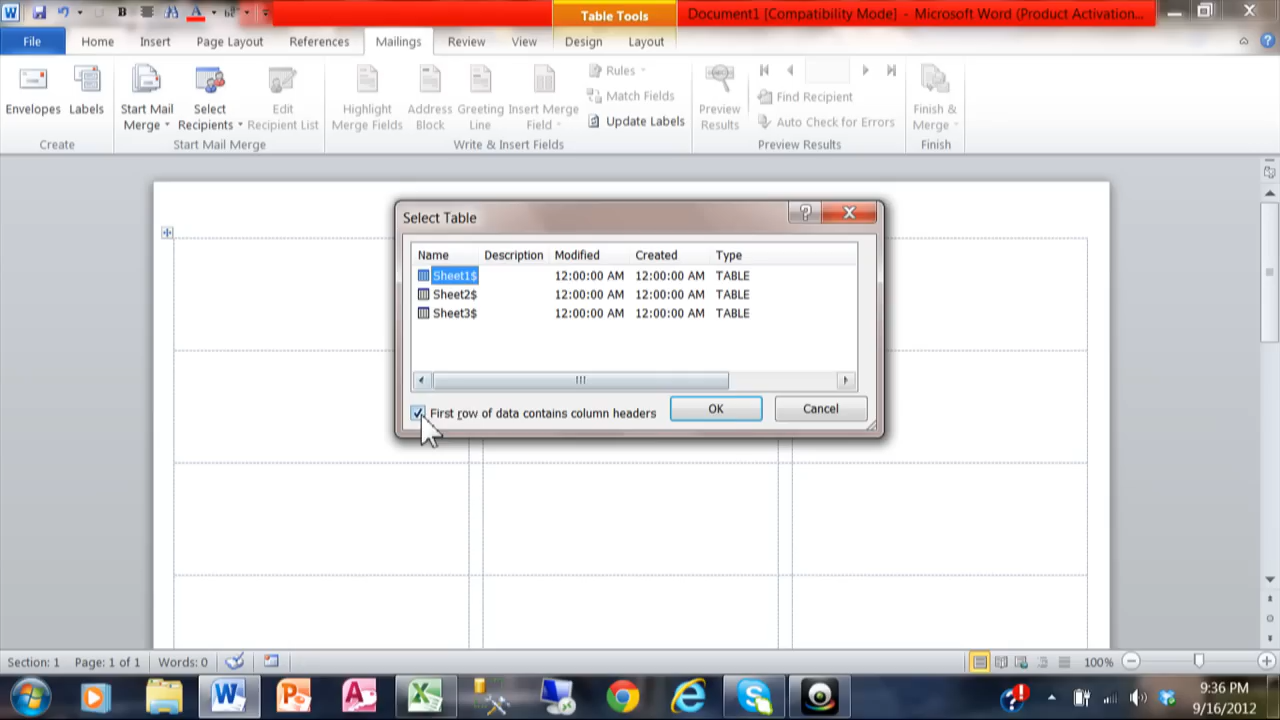 Table Tools
Document1 [Compatibility Mode] - Microsoft Word (Product Activation...
File Home Insert Page Layout References Mailings Review View Design Layout
Envelopes Labels
Create
Start Mail Merge
Select Recipients
Edit Recipient List
Start Mail Merge
Highlight Merge Fields
Address Block
Greeting Line
Insert Merge Field
Rules
Match Fields
Update Labels
Write & Insert Fields
Preview Results
Find Recipient
Auto Check for Errors
Preview Results
Finish & Merge
Finish
Select Table
Name Description Modified Created Type
Sheet1$ 12:00:00 AM 12:00:00 AM TABLE
Sheet2$ 12:00:00 AM 12:00:00 AM TABLE
Sheet3$ 12:00:00 AM 12:00:00 AM TABLE
First row of data contains column headers
OK Cancel
Section: 1 Page: 1 of 1 Words: 0 100%
9:36 PM
9/16/2012